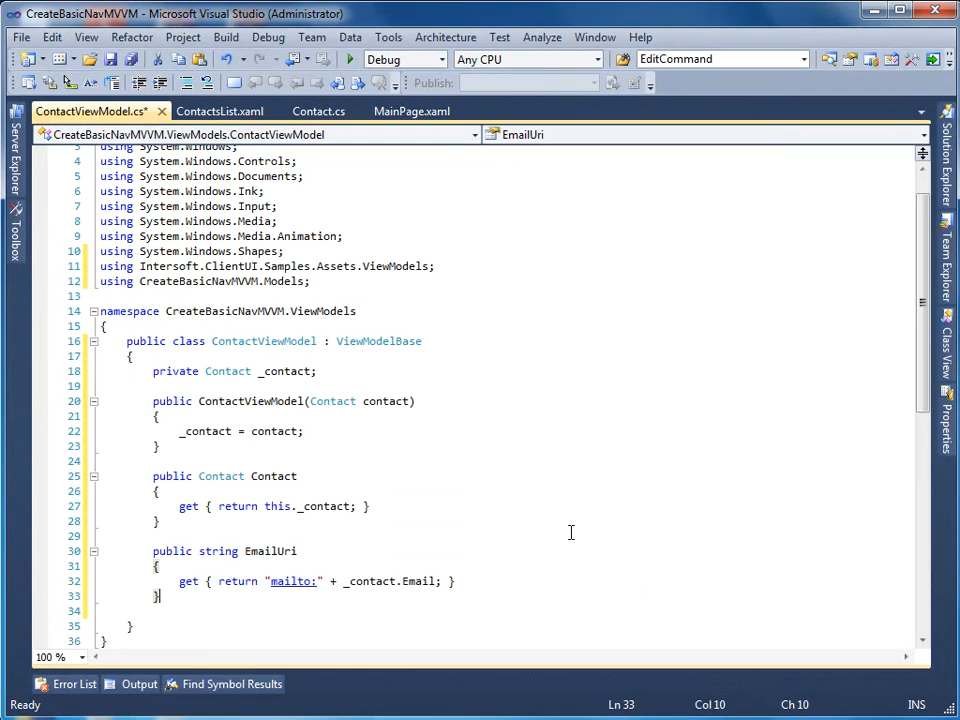 CreateBasicNavMVVM - Microsoft Visual Studio (Administrator)
File Edit View Refactor Project Build Debug Team Data Tools Architecture Test Analyze Window Help
Debug Any CPU EditCommand
Publish:
ContactViewModel.cs* ContactsList.xaml Contact.cs MainPage.xaml
CreateBasicNavMVVM.ViewModels.ContactViewModel EmailUri
3 using System.Windows;
4 using System.Windows.Controls;
5 using System.Windows.Documents;
6 using System.Windows.Ink;
7 using System.Windows.Input;
8 using System.Windows.Media;
9 using System.Windows.Media.Animation;
10 using System.Windows.Shapes;
11 using Intersoft.ClientUI.Samples.Assets.ViewModels;
12 using CreateBasicNavMVVM.Models;
13
14 namespace CreateBasicNavMVVM.ViewModels
15 {
16 public class ContactViewModel : ViewModelBase
17 {
18 private Contact _contact;
19
20 public ContactViewModel(Contact contact)
21 {
22 _contact = contact;
23 }
24
25 public Contact Contact
26 {
27 get { return this._contact; }
28 }
29
30 public string EmailUri
31 {
32 get { return "mailto:" + _contact.Email; }
33 }
34
35 }
36 }
100 %
Server Explorer
Toolbox
Solution Explorer
Team Explorer
Class View
Properties
Error List Output Find Symbol Results
Ready Ln 33 Col 10 Ch 10 INS